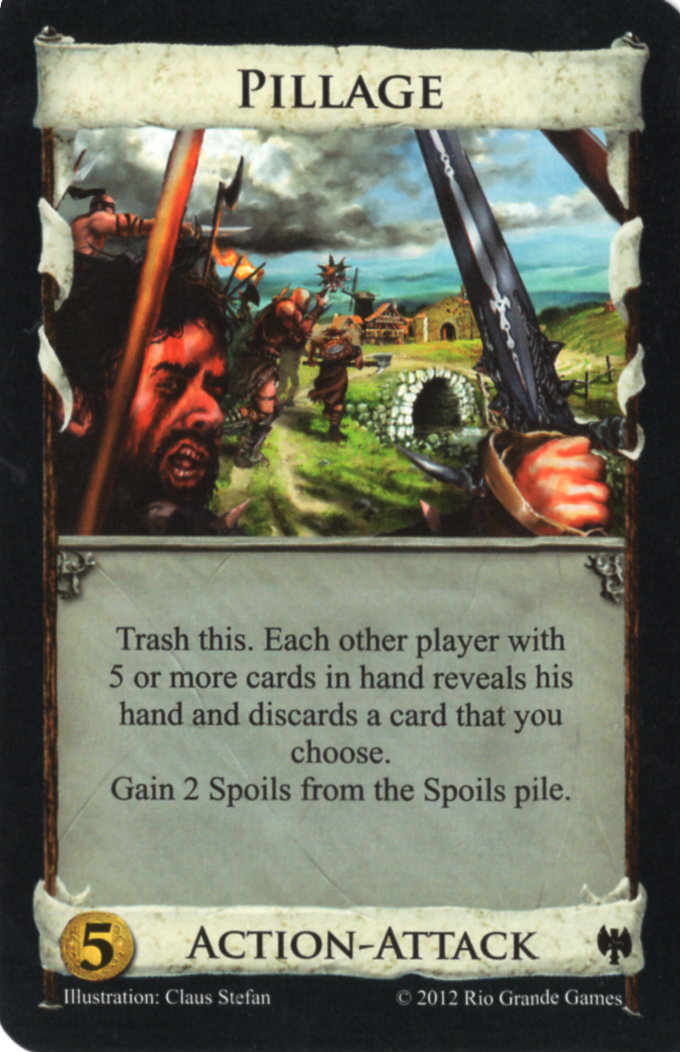 PILLAGE
Trash this. Each other player with
5 or more cards in hand reveals his
hand and discards a card that you
choose.
Gain 2 Spoils from the Spoils pile.
5
ACTION-ATTACK
Illustration: Claus Stefan
© 2012 Rio Grande Games